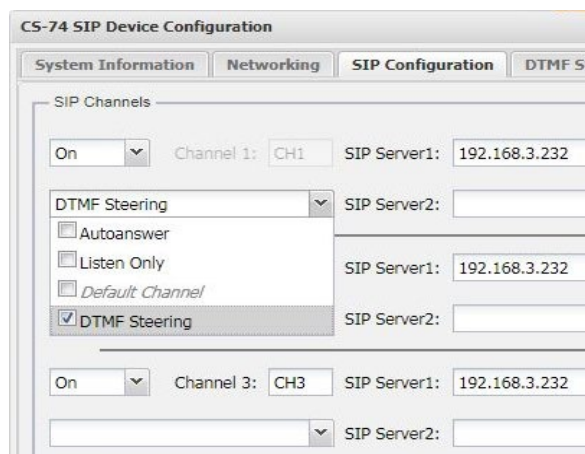 CS-74 SIP Device Configuration
System Information Networking SIP Configuration DTMF S
SIP Channels
On Channel 1: CH1 SIP Server1: 192.168.3.232
DTMF Steering SIP Server2:
Autoanswer
Listen Only SIP Server1: 192.168.3.232
Default Channel
DTMF Steering SIP Server2:
On Channel 3: CH3 SIP Server1: 192.168.3.232
SIP Server2: